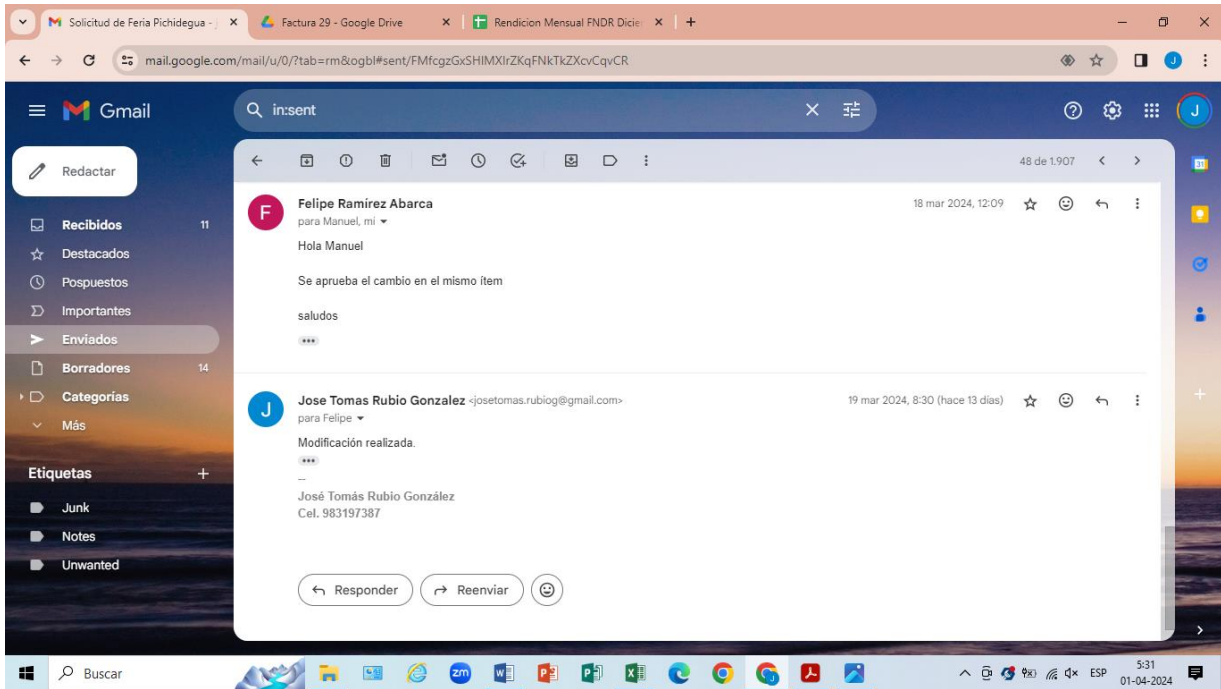 Solicitud de Feria Pichidegua - j
Factura 29 - Google Drive
Rendicion Mensual FNDR Dicie
mail.google.com/mail/u/0/?tab=rm&ogbl#sent/FMfcgzGxSHlMXIrZKqFNkTkZXcvCqvCR
J
Gmail
in:sent
J
Redactar
48 de 1.907
31
Recibidos 11
Destacados
Pospuestos
Importantes
Enviados
Borradores 14
Categorías
Más
Etiquetas +
Junk
Notes
Unwanted
F
Felipe Ramirez Abarca
18 mar 2024, 12:09
para Manuel, mí
Hola Manuel
Se aprueba el cambio en el mismo ítem
saludos
J
Jose Tomas Rubio Gonzalez <josetomas.rubiog@gmail.com>
19 mar 2024, 8:30 (hace 13 días)
para Felipe
Modificación realizada.
--
José Tomás Rubio González
Cel. 983197387
Responder
Reenviar
Buscar
zm
ESP
5:31
01-04-2024